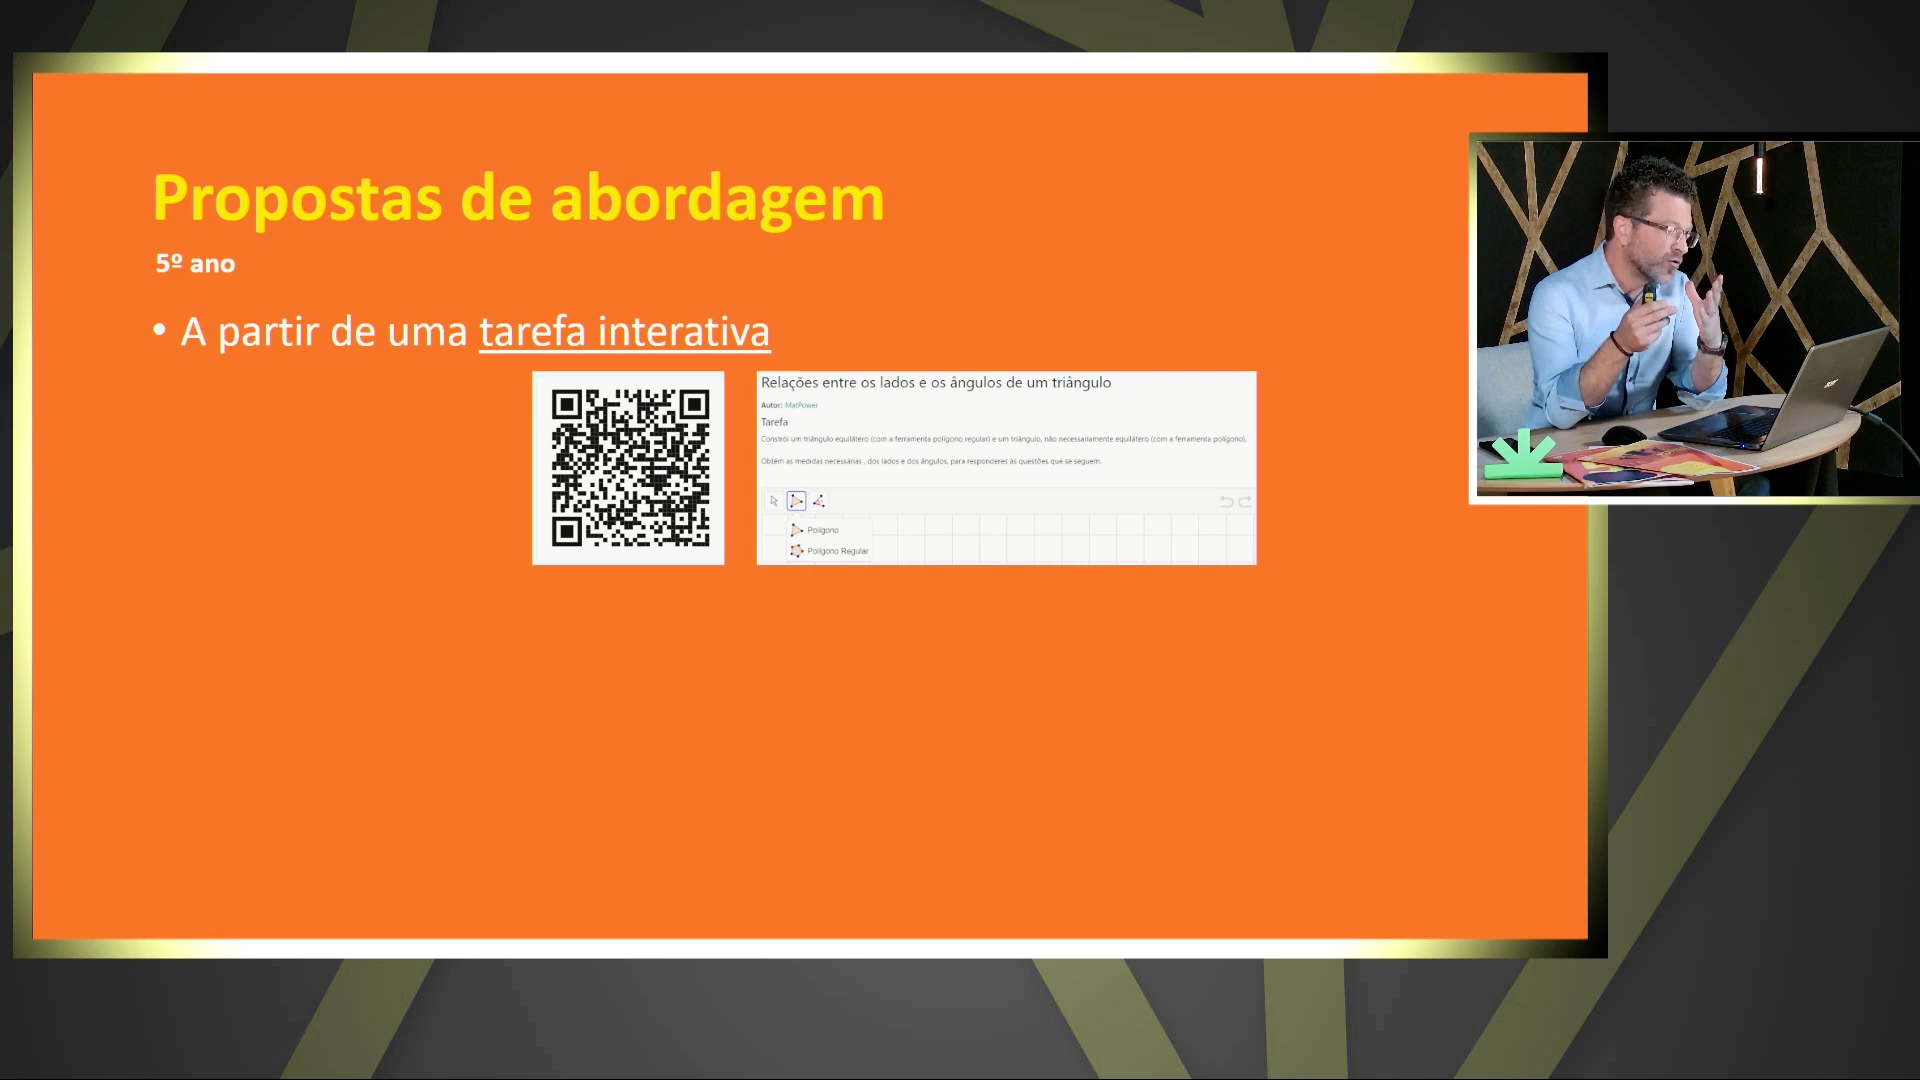 Propostas de abordagem
5º ano
• A partir de uma tarefa interativa
Relações entre os lados e os ângulos de um triângulo
Autor: MatPower
Tarefa
Constrói um triângulo equilátero (com a ferramenta polígono regular) e um triângulo, não necessariamente equilátero (com a ferramenta polígono).
Obtém as medidas necessárias , dos lados e dos ângulos, para responderes às questões que se seguem.
Polígono
Polígono Regular
acer